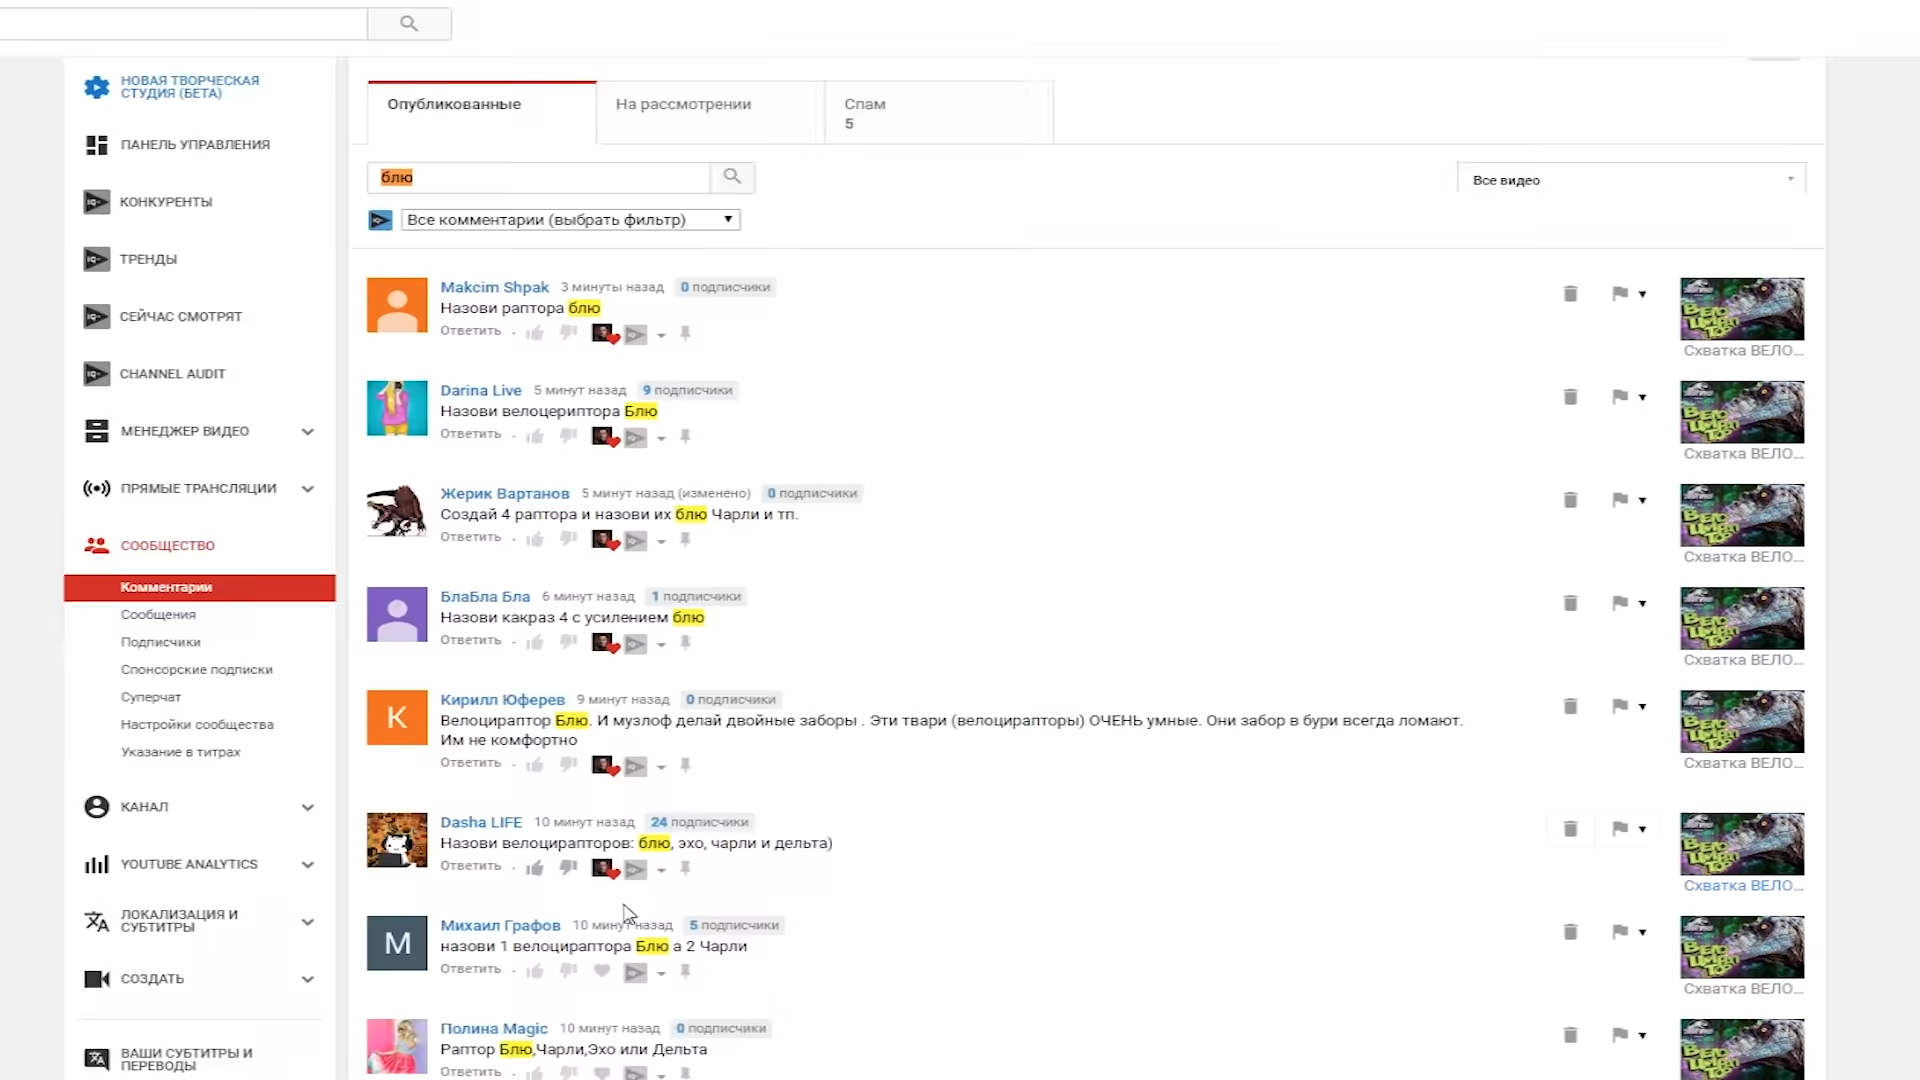 НОВАЯ ТВОРЧЕСКАЯ
СТУДИЯ (БЕТА)
ПАНЕЛЬ УПРАВЛЕНИЯ
КОНКУРЕНТЫ
ТРЕНДЫ
СЕЙЧАС СМОТРЯТ
CHANNEL AUDIT
МЕНЕДЖЕР ВИДЕО
ПРЯМЫЕ ТРАНСЛЯЦИИ
СООБЩЕСТВО
Комментарии
Сообщения
Подписчики
Спонсорские подписки
Суперчат
Настройки сообщества
Указание в титрах
КАНАЛ
YOUTUBE ANALYTICS
ЛОКАЛИЗАЦИЯ И
СУБТИТРЫ
СОЗДАТЬ
ВАШИ СУБТИТРЫ И
ПЕРЕВОДЫ
Опубликованные
На рассмотрении
Спам
5
блю
Все видео
Все комментарии (выбрать фильтр)
Makcim Shpak 3 минуты назад 0 подписчики
Назови раптора блю
Ответить
Схватка ВЕЛО...
Darina Live 5 минут назад 9 подписчики
Назови велоцериптора Блю
Ответить
Схватка ВЕЛО...
Жерик Вартанов 5 минут назад (изменено) 0 подписчики
Создай 4 раптора и назови их блю Чарли и тп.
Ответить
Схватка ВЕЛО...
БлаБла Бла 6 минут назад 1 подписчики
Назови какраз 4 с усилением блю
Ответить
Схватка ВЕЛО...
К
Кирилл Юферев 9 минут назад 0 подписчики
Велоцираптор Блю. И музлоф делай двойные заборы . Эти твари (велоцирапторы) ОЧЕНЬ умные. Они забор в бури всегда ломают.
Им не комфортно
Ответить
Схватка ВЕЛО...
Dasha LIFE 10 минут назад 24 подписчики
Назови велоцирапторов: блю, эхо, чарли и дельта)
Ответить
Схватка ВЕЛО...
М
Михаил Графов 10 минут назад 5 подписчики
назови 1 велоцираптора Блю а 2 Чарли
Ответить
Схватка ВЕЛО...
Полина Magic 10 минут назад 0 подписчики
Раптор Блю,Чарли,Эхо или Дельта
Ответить